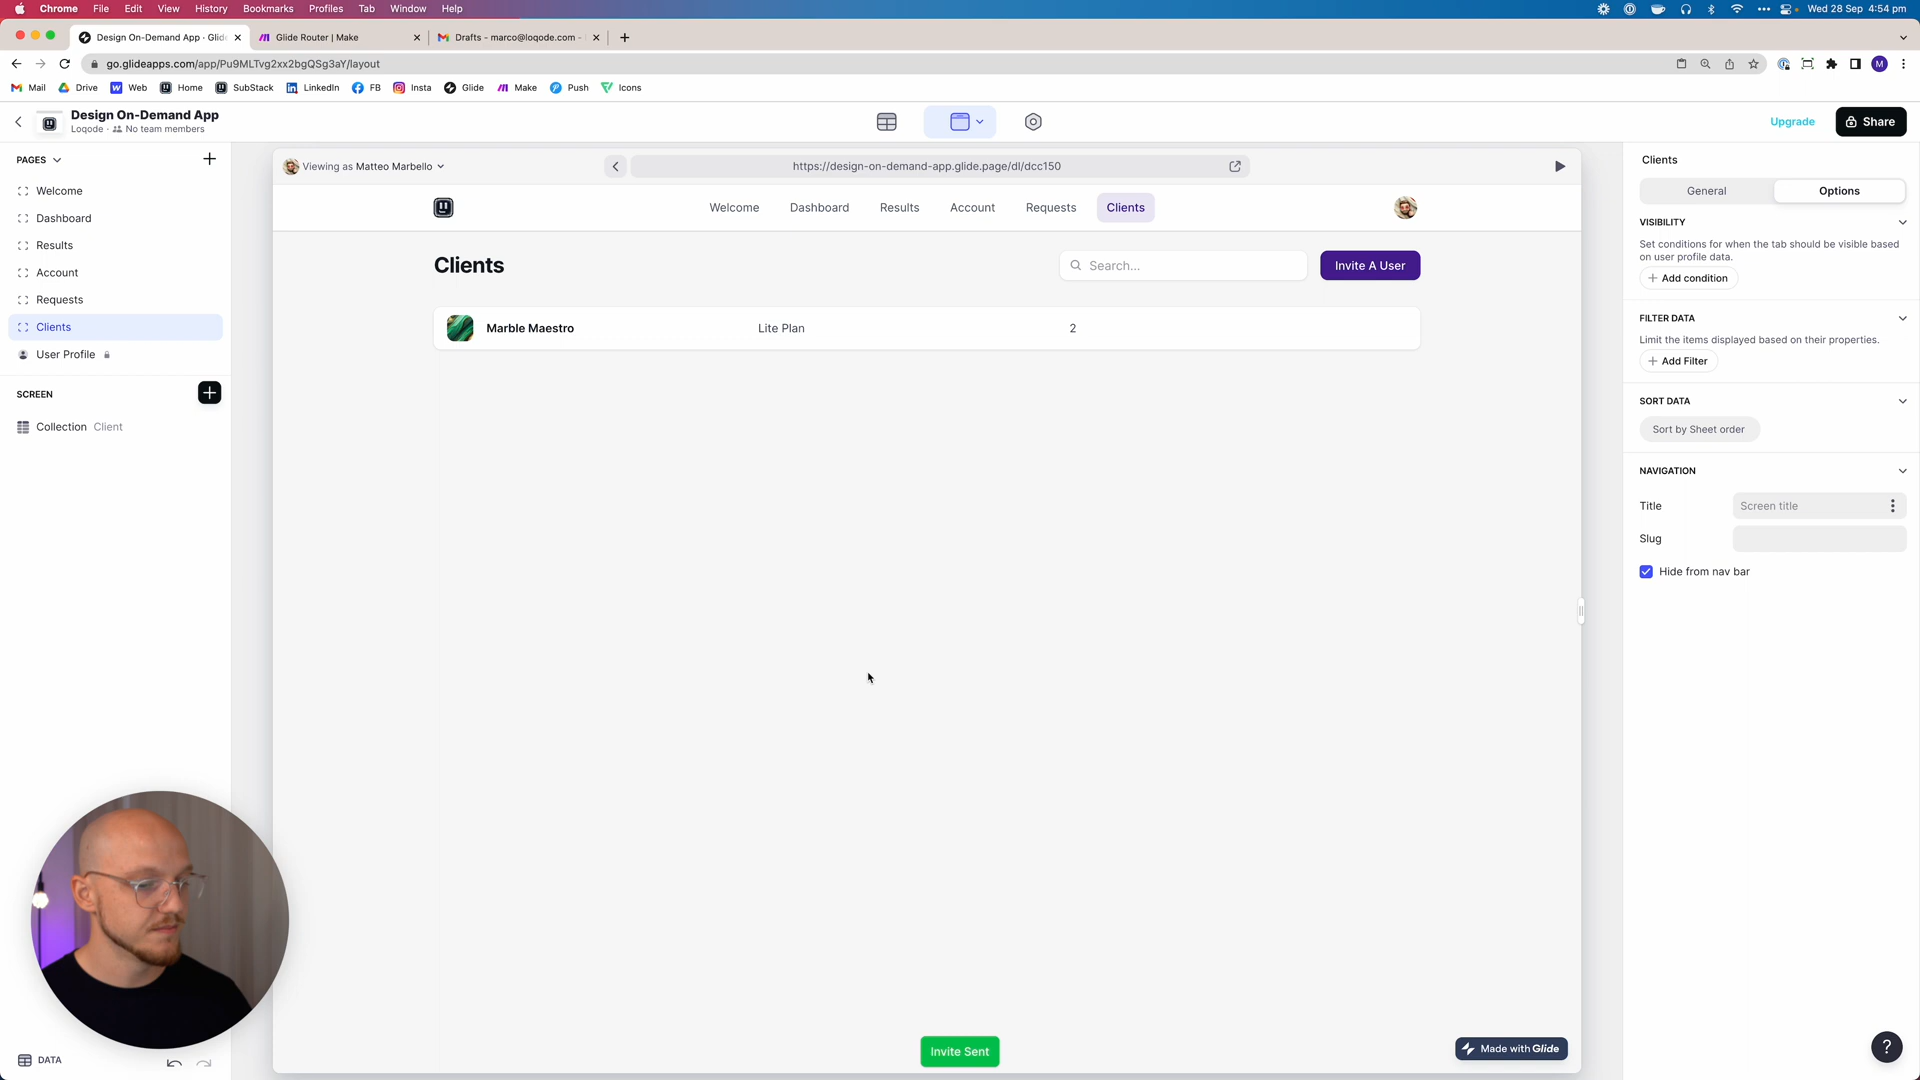 Chrome File Edit View History Bookmarks Profiles Tab Window Help
Wed 28 Sep 4:54 pm
Design On-Demand App · Glid
Glide Router | Make
Drafts - marco@loqode.com -
go.glideapps.com/app/Pu9MLTvg2xx2bgQSg3aY/layout
M
Mail Drive Web Home SubStack LinkedIn FB Insta Glide Make Push Icons
Design On-Demand App
Loqode · No team members
Upgrade
Share
PAGES
Welcome
Dashboard
Results
Account
Requests
Clients
User Profile
SCREEN
Collection Client
DATA
Viewing as Matteo Marbello
https://design-on-demand-app.glide.page/dl/dcc150
Welcome Dashboard Results Account Requests Clients
Clients
Search...
Invite A User
Marble Maestro Lite Plan 2
Invite Sent
Made with Glide
Clients
General Options
VISIBILITY
Set conditions for when the tab should be visible based
on user profile data.
Add condition
FILTER DATA
Limit the items displayed based on their properties.
Add Filter
SORT DATA
Sort by Sheet order
NAVIGATION
Title Screen title
Slug
Hide from nav bar
?